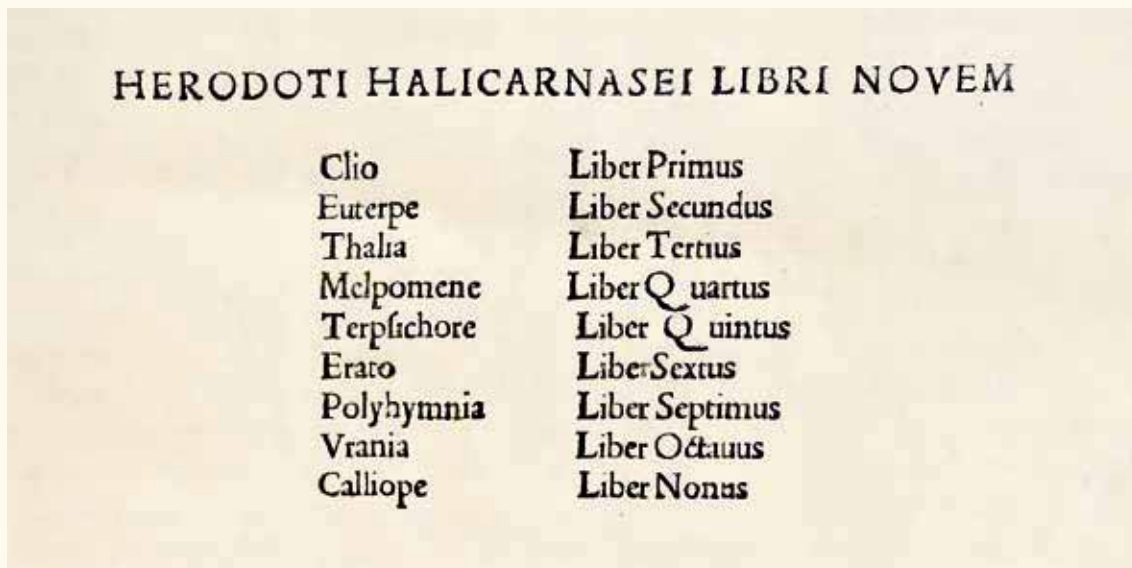 HERODOTI HALICARNASEI LIBRI NOVEM
Clio Liber Primus
Euterpe Liber Secundus
Thalia Liber Tertius
Melpomene Liber Quartus
Terpſichore Liber Quintus
Erato Liber Sextus
Polyhymnia Liber Septimus
Vrania Liber Octauus
Calliope Liber Nonus